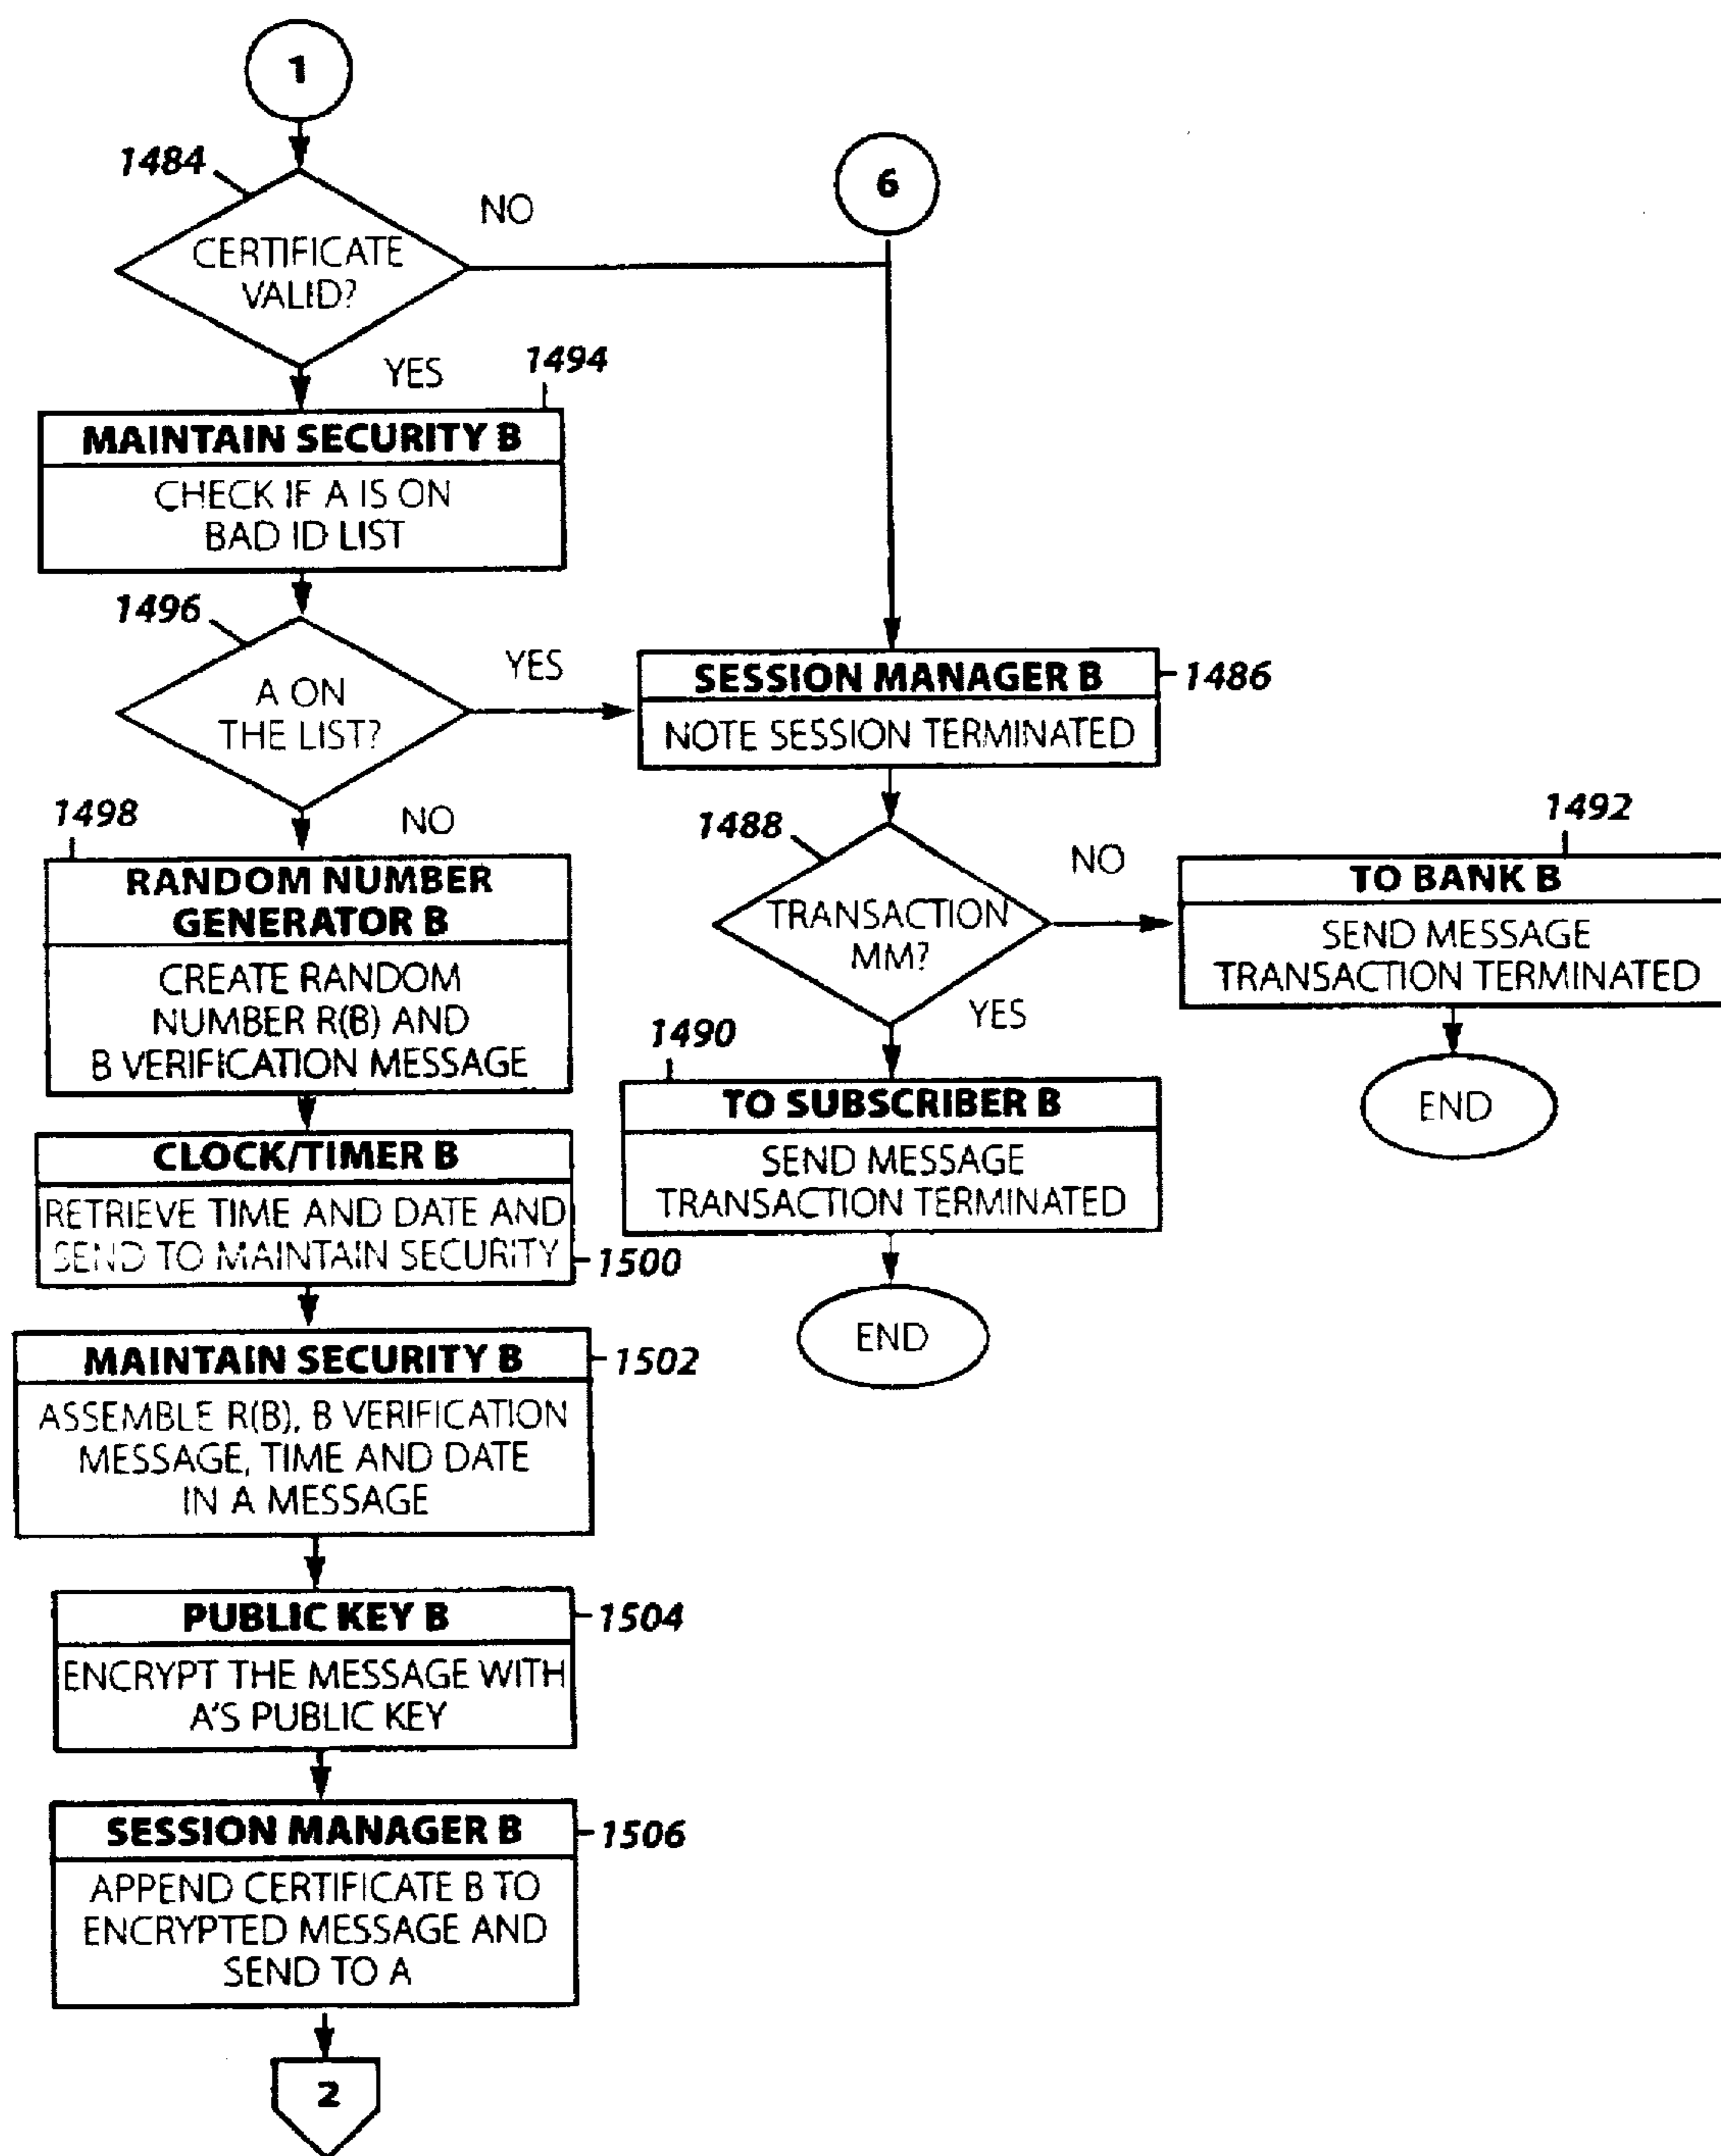 1
1484
NO
6
CERTIFICATE
VALID?
YES
1494
MAINTAIN SECURITY B
CHECK IF A IS ON
BAD ID LIST
1496
YES
A ON
THE LIST?
SESSION MANAGER B
1486
NOTE SESSION TERMINATED
1498
NO
RANDOM NUMBER
GENERATOR B
CREATE RANDOM
NUMBER R(B) AND
B VERIFICATION MESSAGE
1488
NO
TRANSACTION
MM?
YES
1492
TO BANK B
SEND MESSAGE
TRANSACTION TERMINATED
END
1490
TO SUBSCRIBER B
SEND MESSAGE
TRANSACTION TERMINATED
END
CLOCK/TIMER B
RETRIEVE TIME AND DATE AND
SEND TO MAINTAIN SECURITY
1500
MAINTAIN SECURITY B
1502
ASSEMBLE R(B), B VERIFICATION
MESSAGE, TIME AND DATE
IN A MESSAGE
PUBLIC KEY B
1504
ENCRYPT THE MESSAGE WITH
A'S PUBLIC KEY
SESSION MANAGER B
1506
APPEND CERTIFICATE B TO
ENCRYPTED MESSAGE AND
SEND TO A
2